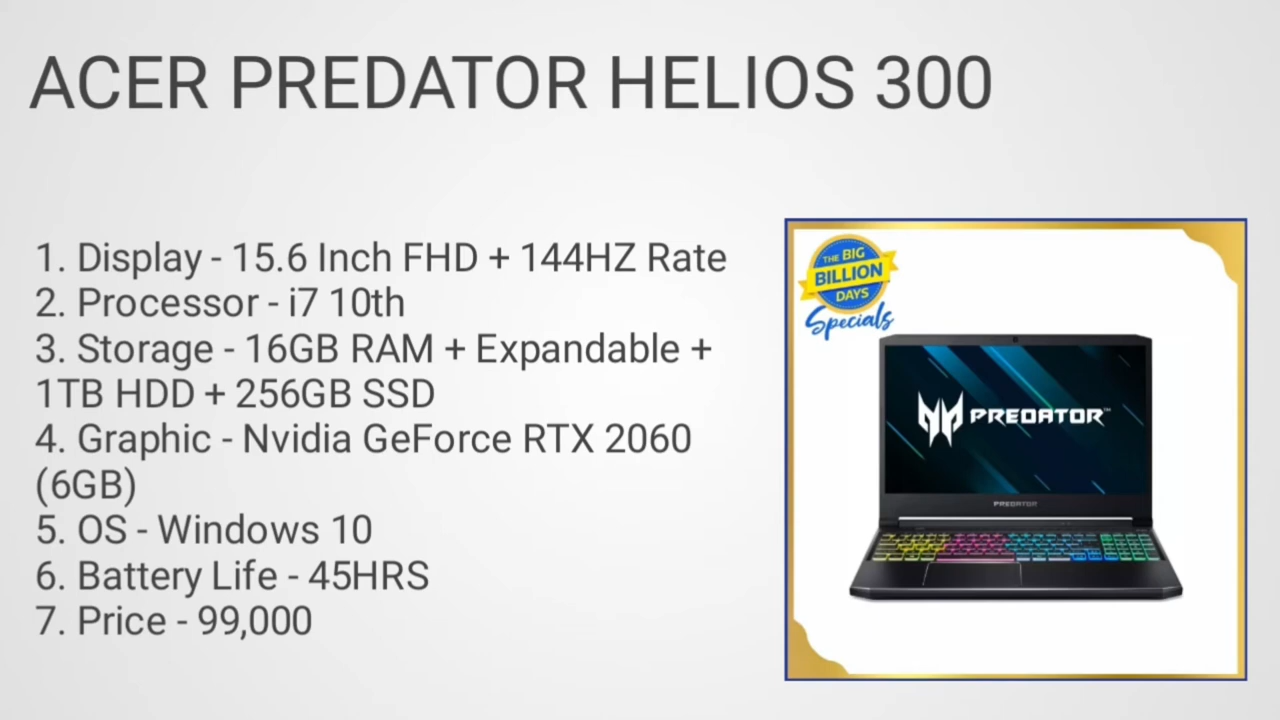 ACER PREDATOR HELIOS 300
1. Display - 15.6 Inch FHD + 144HZ Rate
2. Processor - i7 10th
3. Storage - 16GB RAM + Expandable +
1TB HDD + 256GB SSD
4. Graphic - Nvidia GeForce RTX 2060
(6GB)
5. OS - Windows 10
6. Battery Life - 45HRS
7. Price - 99,000
THE BIG
BILLION
DAYS
Specials
PREDATOR™
PREDATOR